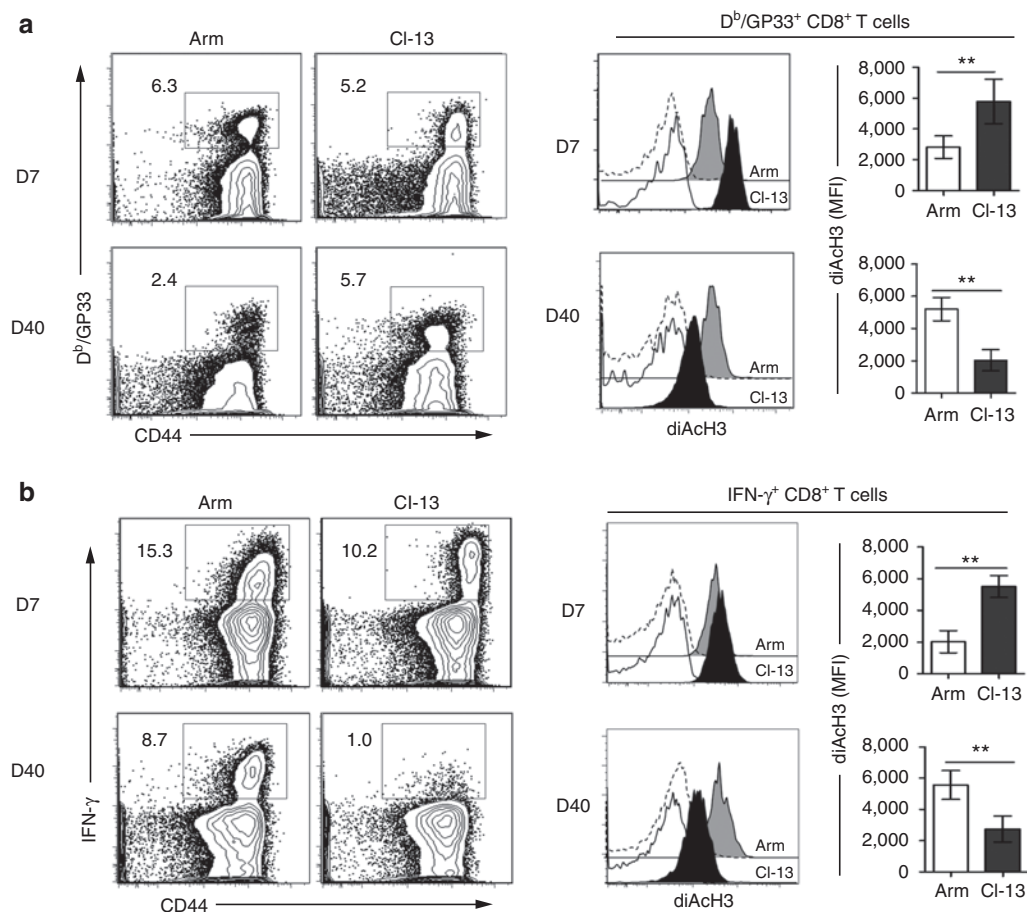 a
Arm Cl-13
D^b/GP33^+ CD8^+ T cells
6.3 5.2
D7 D7
Arm
Cl-13
**
8,000
6,000
4,000
2,000
0
Arm Cl-13
2.4 5.7
D40 D40
Arm
Cl-13
**
8,000
6,000
4,000
2,000
0
Arm Cl-13
D^b/GP33
CD44
diAcH3
diAcH3 (MFI)
b
Arm Cl-13
IFN-γ^+ CD8^+ T cells
15.3 10.2
D7 D7
Arm
Cl-13
**
8,000
6,000
4,000
2,000
0
Arm Cl-13
8.7 1.0
D40 D40
Arm
Cl-13
**
8,000
6,000
4,000
2,000
0
Arm Cl-13
IFN-γ
CD44
diAcH3
diAcH3 (MFI)